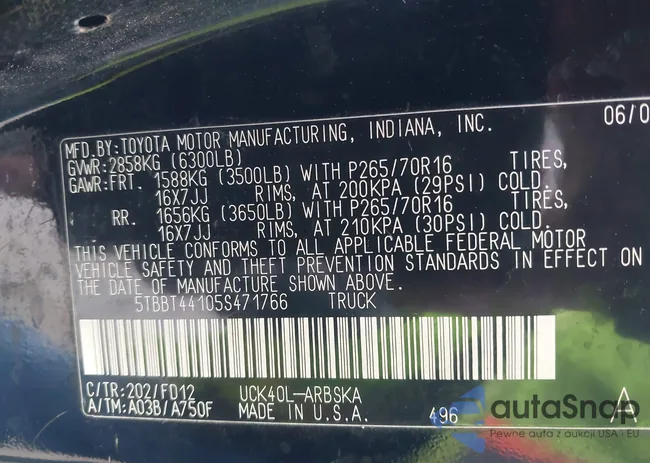 MFD.BY:TOYOTA MOTOR MANUFACTURING, INDIANA, INC. 06/0
GVWR:2858KG (6300LB)
GAWR:FRT. 1588KG (3500LB) WITH P265/70R16 TIRES,
16X7JJ RIMS, AT 200KPA (29PSI) COLD.
RR. 1656KG (3650LB) WITH P265/70R16 TIRES,
16X7JJ RIMS, AT 210KPA (30PSI) COLD.
THIS VEHICLE CONFORMS TO ALL APPLICABLE FEDERAL MOTOR
VEHICLE SAFETY AND THEFT PREVENTION STANDARDS IN EFFECT ON
THE DATE OF MANUFACTURE SHOWN ABOVE.
5TBBT44105S471766 TRUCK
C/TR:202/FD12 UCK40L-ARBSKA
A/TM:A03B/A750F MADE IN U.S.A. 496 A
autaSnap
Pewne auta z aukcji USA i EU